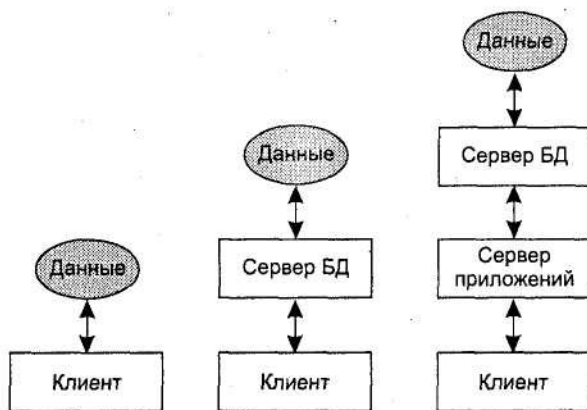 Данные
Клиент
Данные
Сервер БД
Клиент
Данные
Сервер БД
Сервер
приложений
Клиент